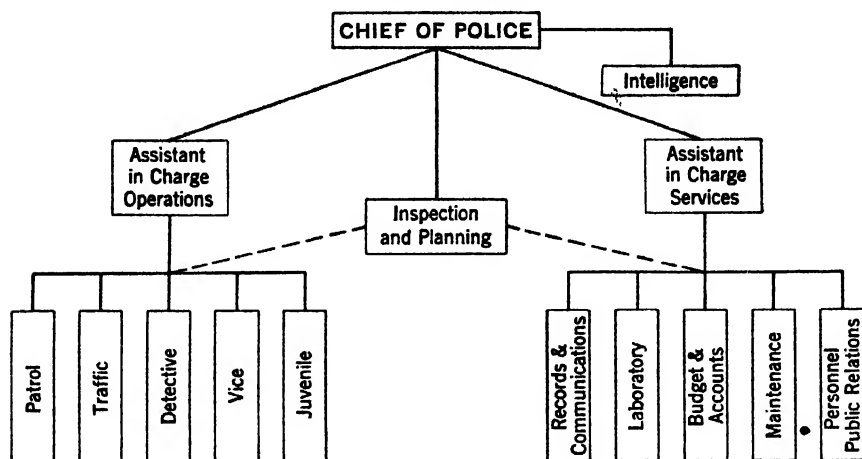 CHIEF OF POLICE
Intelligence
Assistant
in Charge
Operations
Assistant
in Charge
Services
Inspection
and Planning
Patrol
Traffic
Detective
Vice
Juvenile
Records &
Communications
Laboratory
Budget &
Accounts
Maintenance
Personnel
Public Relations